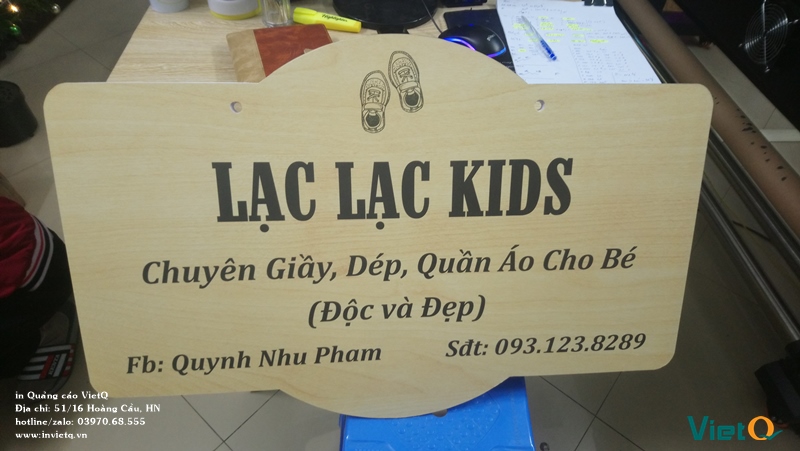 LẠC LẠC KIDS
Chuyên Giầy, Dép, Quần Áo Cho Bé
(Độc và Đẹp)
Fb: Quynh Nhu Pham
Sđt: 093.123.8289
in Quảng cáo VietQ
Địa chỉ: 51/16 Hoàng Cầu, HN
hotline/zalo: 03970.68.555
www.invietq.vn
VietQ